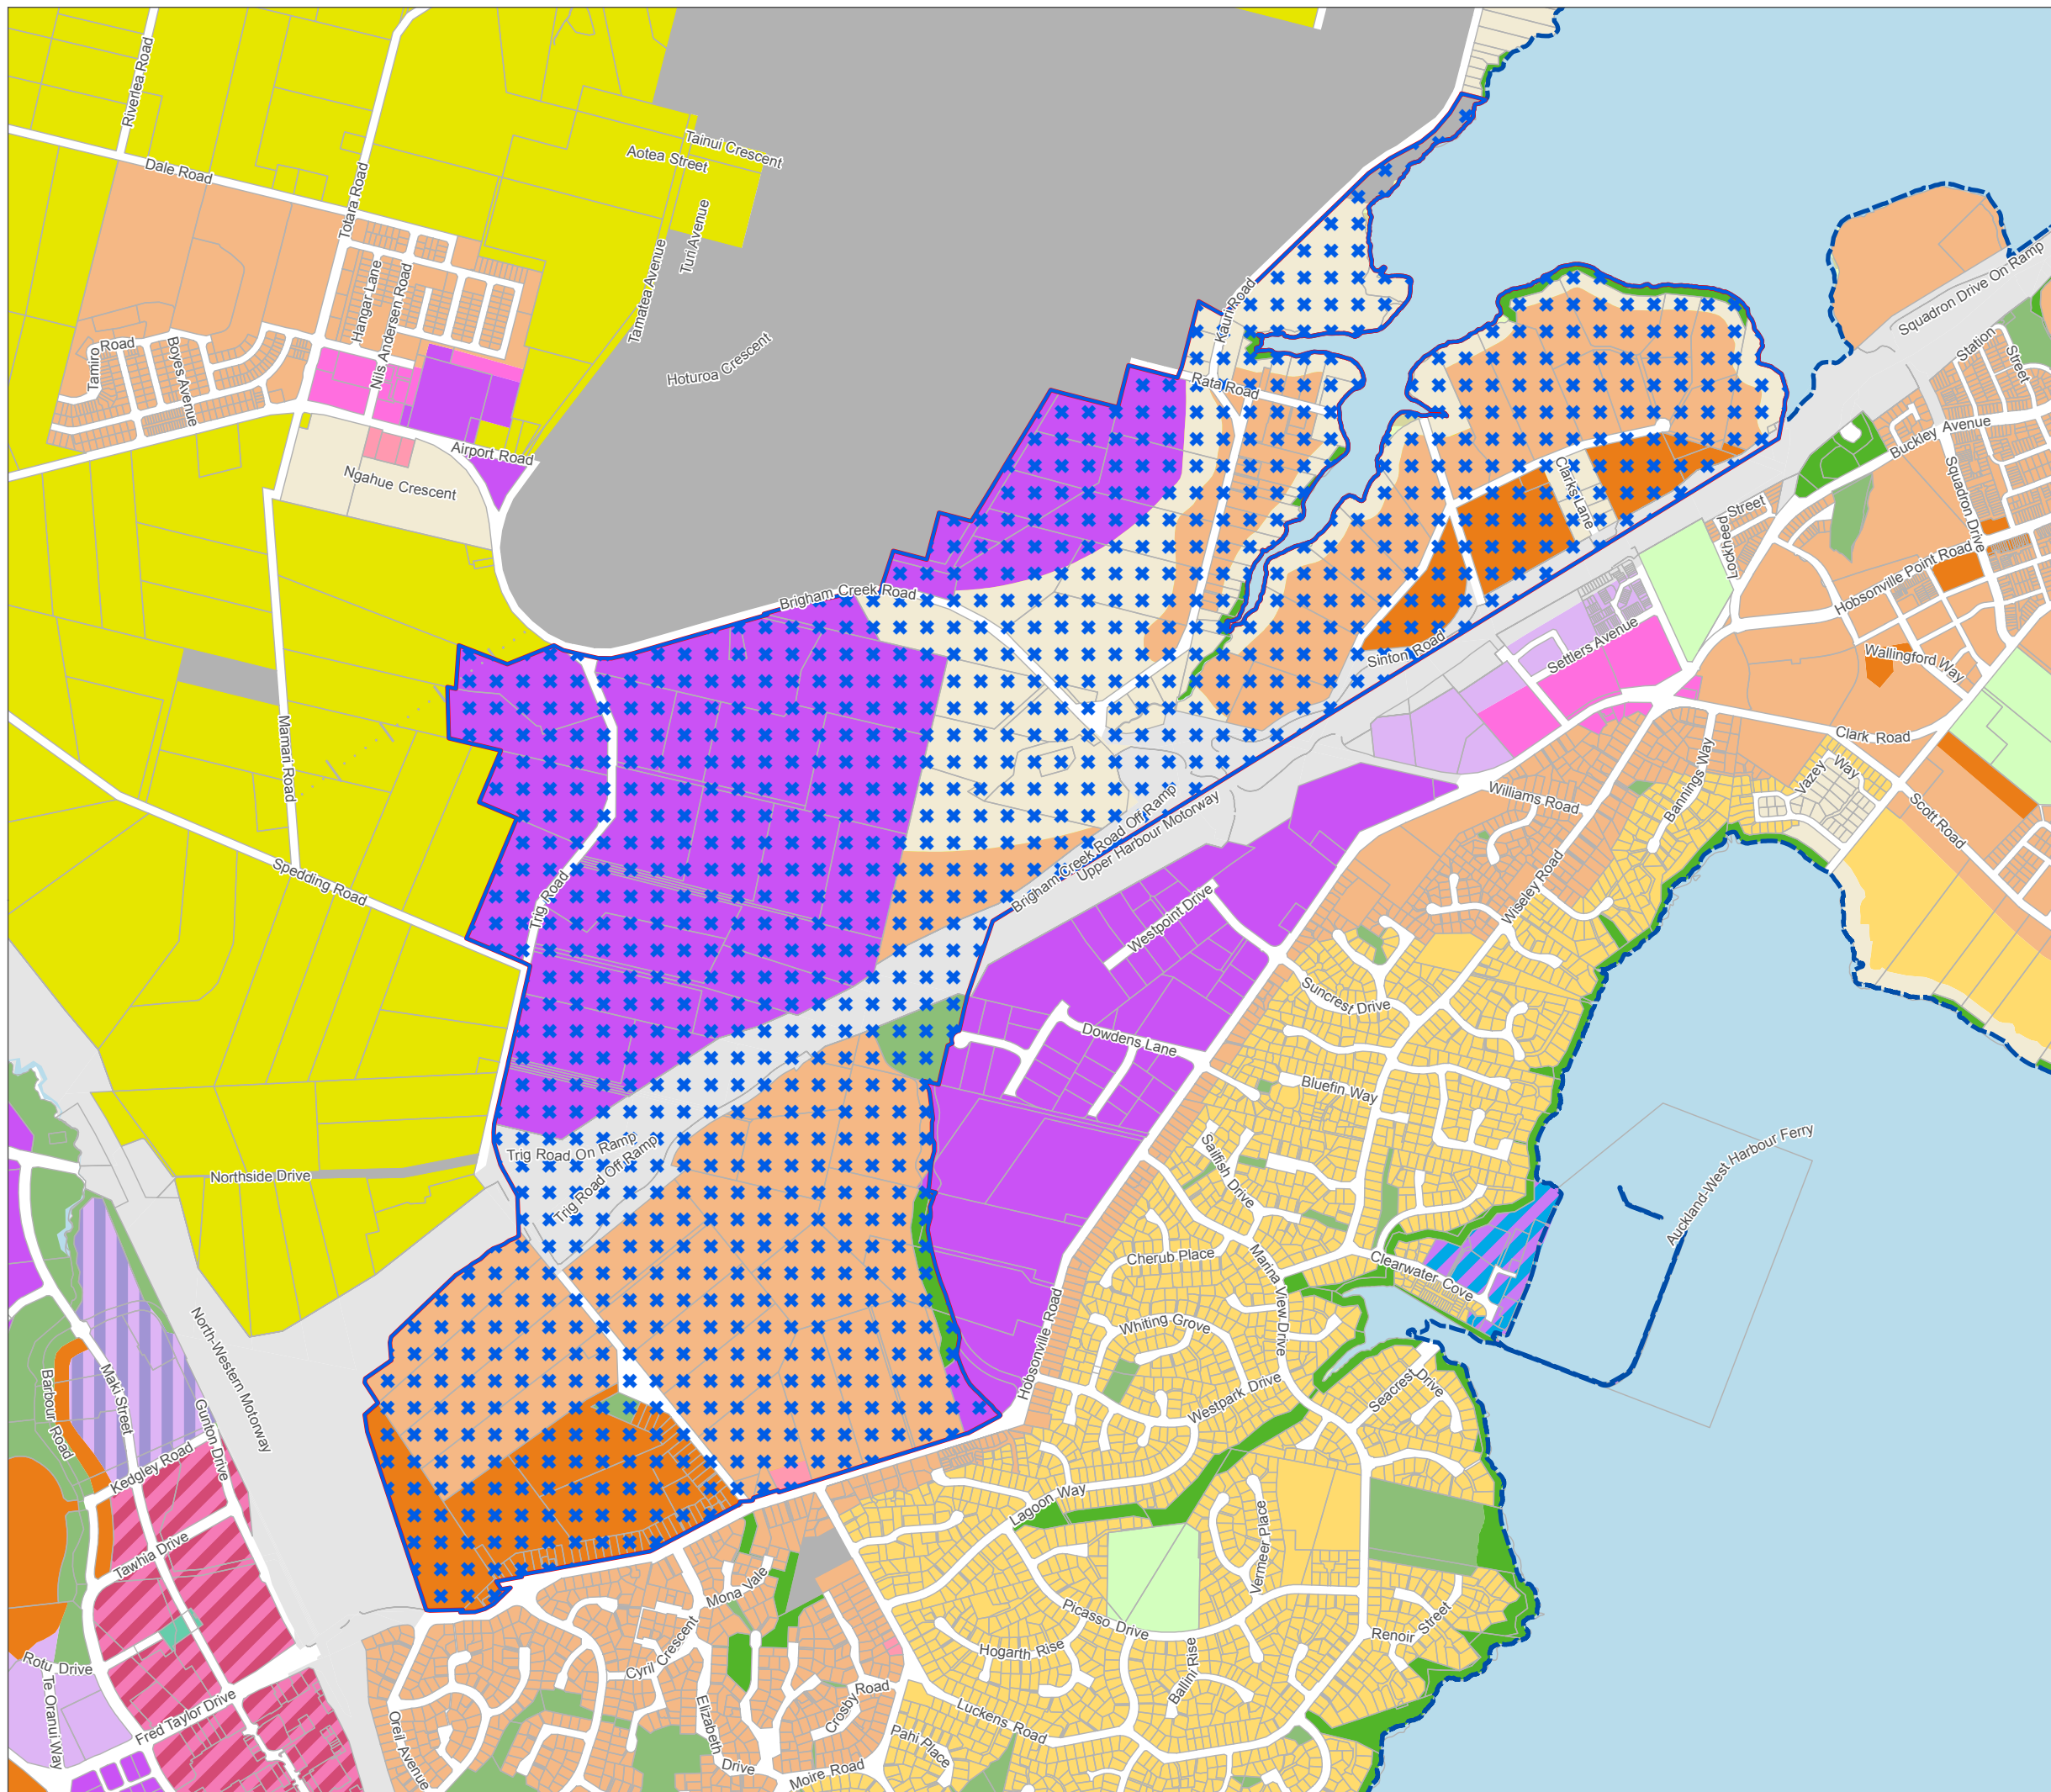 Riverlea Road
Dale Road
Totara Road
Tainui Crescent
Aotea Street
Turi Avenue
Tamatea Avenue
Hangar Lane
Nils Andersen Road
Tamiro
Road
Boyes Avenue
Hoturoa Crescent
Airport Road
Ngahue Crescent
Kauri Road
Rata Road
Squadron Drive On Ramp
Station
Street
Buckley Avenue
Squadron Drive
Clarks Lane
Street
Lockheed
Hobsonville Point Road
Brigham Creek Road
Sinton Road
Settlers Avenue
Wallingford Way
Mamari Road
Clark Road
Williams Road
Bannings Way
Vazey
Way
Scott Road
Brigham Creek Road Off Ramp
Upper Harbour Motorway
Spedding Road
Trig Road
Westpoint Drive
Wiseley Road
Suncrest Drive
Dowdens Lane
Bluefin Way
Trig Road On Ramp
Trig Road Off Ramp
Northside Drive
Sailfish Drive
Auckland-West Harbour Ferry
Cherub Place
Marina View Drive
Clearwater Cove
North-Western Motorway
Whiting Grove
Hobsonville Road
Maki Street
Barbour Road
Gunton Drive
Westpark Drive
Seacrest Drive
Kedgley Road
Lagoon Way
Vermeer Place
Tawhia Drive
Mona Vale
Picasso Drive
Renoir Street
Cyril Crescent
Hogarth Rise
Ballini Rise
Rotu Drive
Te Oranui Way
Fred Taylor Drive
Oreil Avenue
Elizabeth Drive
Crosby Road
Luckens Road
Pahi Place
Moire Road